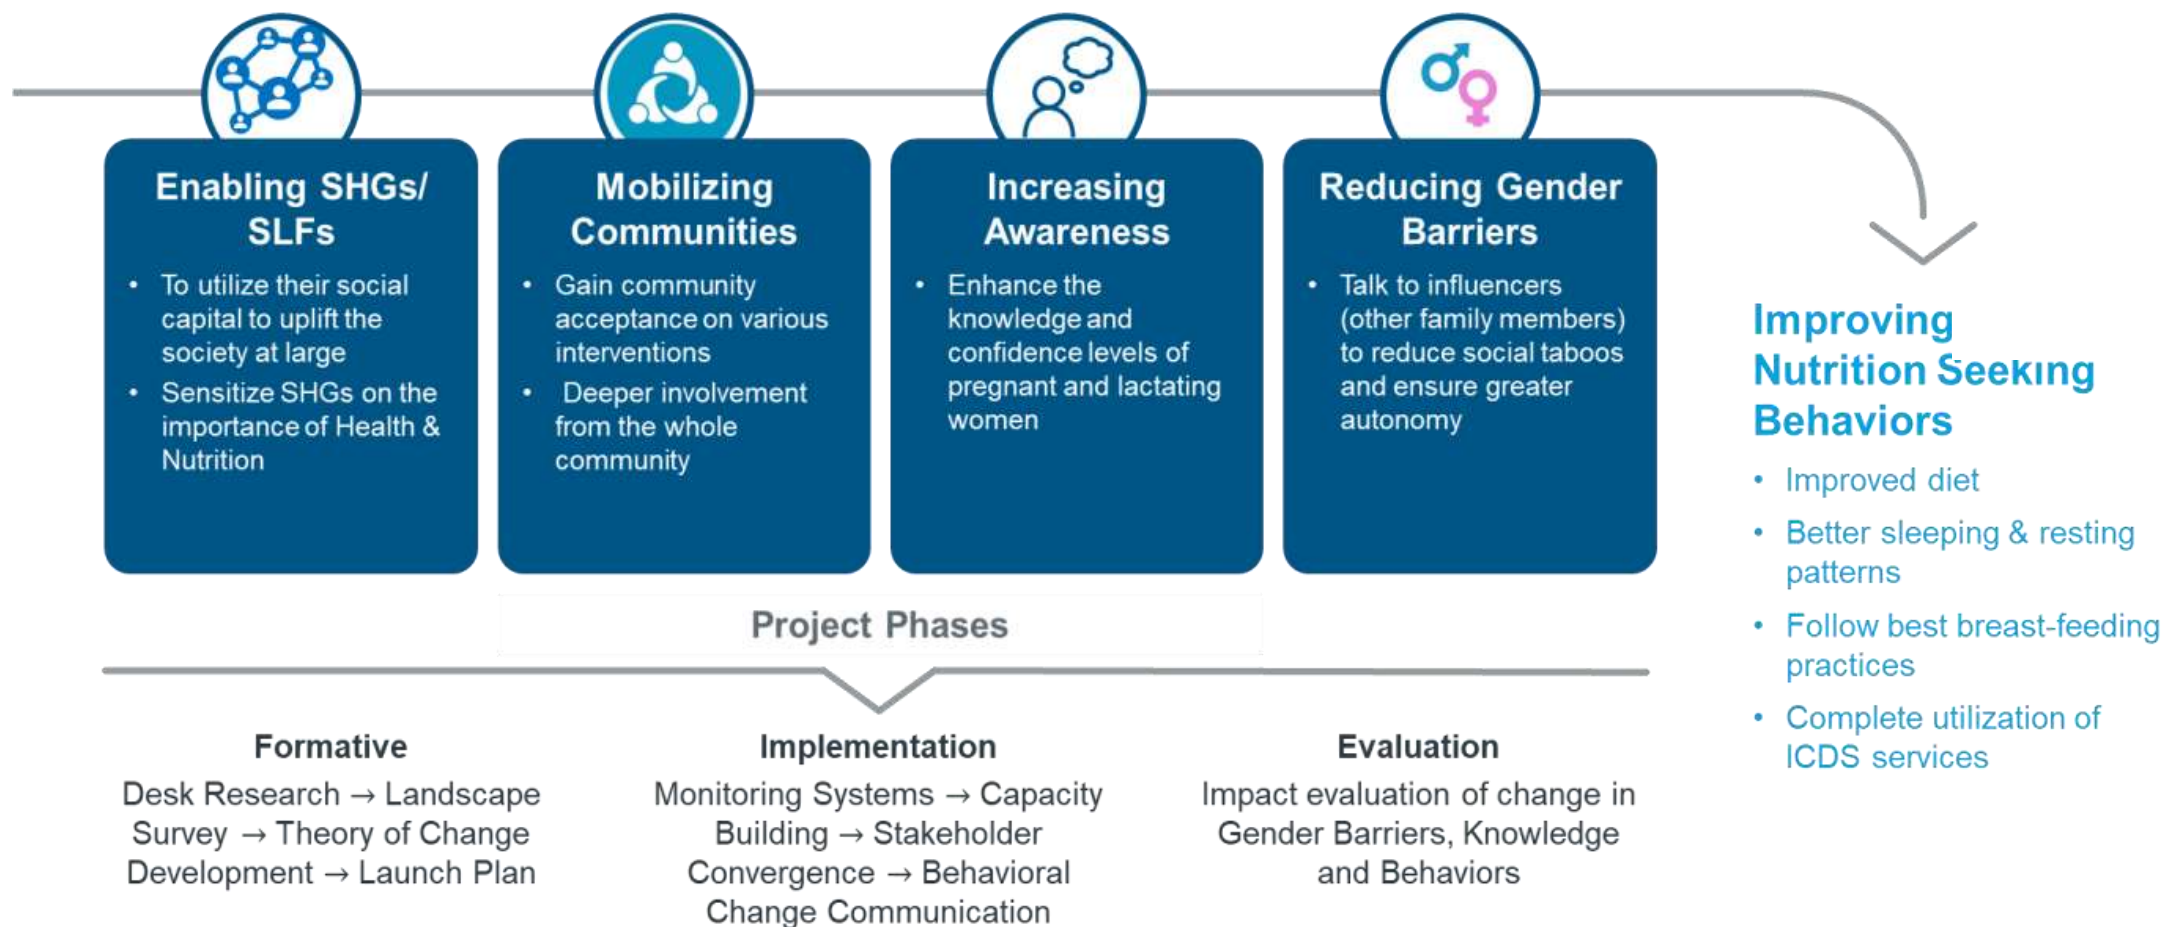 Enabling SHGs/
SLFs
• To utilize their social
capital to uplift the
society at large
• Sensitize SHGs on the
importance of Health &
Nutrition
Mobilizing
Communities
• Gain community
acceptance on various
interventions
• Deeper involvement
from the whole
community
Increasing
Awareness
• Enhance the
knowledge and
confidence levels of
pregnant and lactating
women
Reducing Gender
Barriers
• Talk to influencers
(other family members)
to reduce social taboos
and ensure greater
autonomy
Improving
Nutrition Seeking
Behaviors
• Improved diet
• Better sleeping & resting
patterns
• Follow best breast-feeding
practices
• Complete utilization of
ICDS services
Project Phases
Formative
Desk Research → Landscape
Survey → Theory of Change
Development → Launch Plan
Implementation
Monitoring Systems → Capacity
Building → Stakeholder
Convergence → Behavioral
Change Communication
Evaluation
Impact evaluation of change in
Gender Barriers, Knowledge
and Behaviors